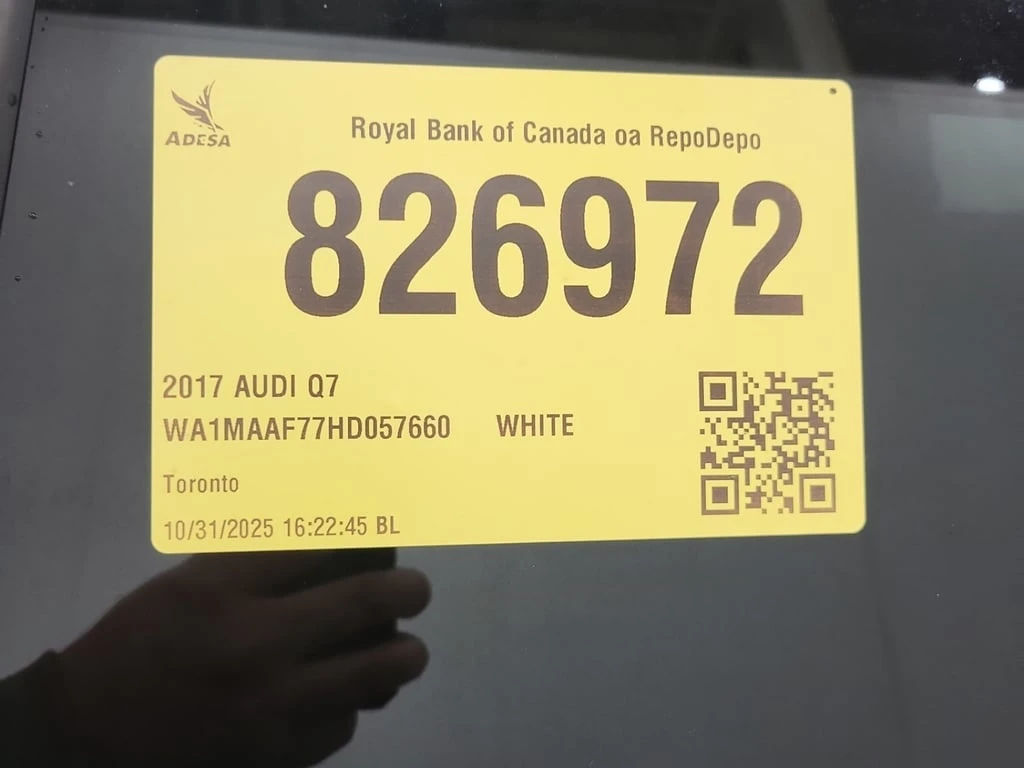 ADESA
Royal Bank of Canada oa RepoDepo
826972
2017 AUDI Q7
WA1MAAF77HD057660 WHITE
Toronto
10/31/2025 16:22:45 BL